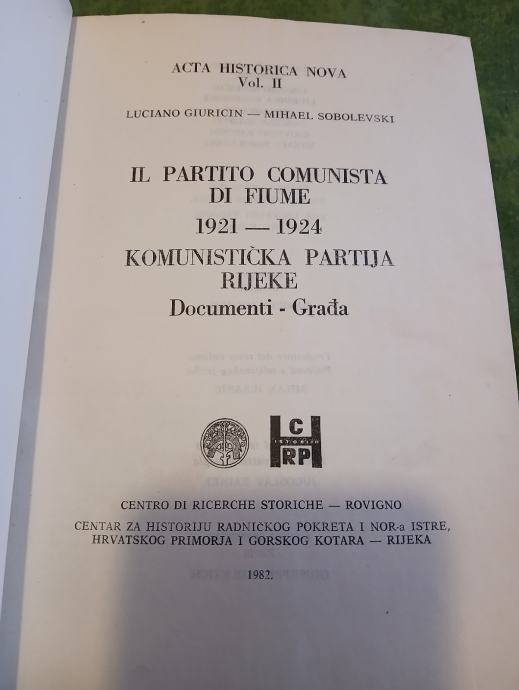 ACTA HISTORICA NOVA
Vol. II
LUCIANO GIURICIN — MIHAEL SOBOLEVSKI
IL PARTITO COMUNISTA
DI FIUME
1921 — 1924
KOMUNISTIČKA PARTIJA
RIJEKE
Documenti - Građa
C
H
RP
CENTRO DI RICERCHE STORICHE — ROVIGNO
CENTAR ZA HISTORIJU RADNIČKOG POKRETA I NOR-a ISTRE,
HRVATSKOG PRIMORJA I GORSKOG KOTARA — RIJEKA
1982.